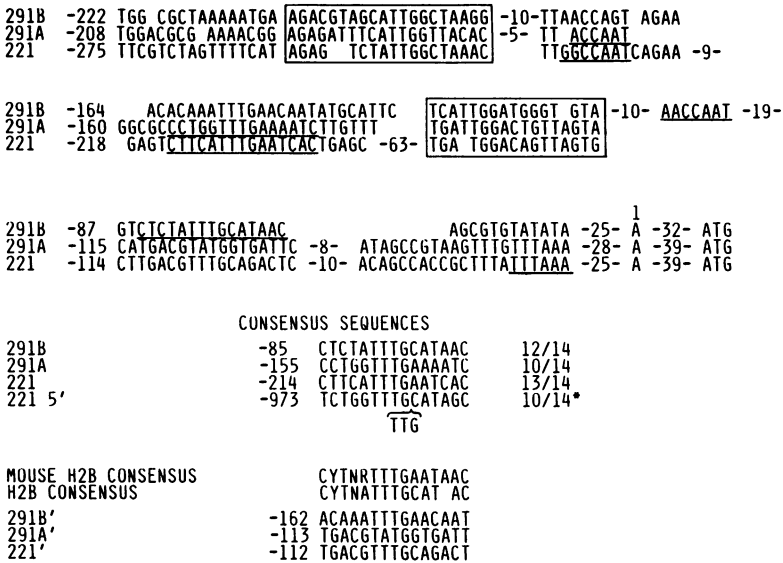 291B -222 TGG CGCTAAAAATGA AGACGTAGCATTGGCTAAGG -10-TTAACCAGT AGAA
291A -208 TGGACGCG AAAACGG AGAGATTTCATTGGTTACAC -5- TT ACCAAT
221 -275 TTCGTCTAGTTTTCAT AGAG TCTATTGGCTAAAC TTGGCCAATCAGAA -9-
291B -164 ACACAAATTTGAACAATATGCATTC TCATTGGATGGGT GTA -10- AACCAAT -19-
291A -160 GGCGCCCTGGTTTGAAAATCTTGTTT TGATTGGACTGTTAGTA
221 -218 GAGTCTTCATTTGAATCACTGAGC -63- TGA TGGACAGTTAGTG
1
291B -87 GTCTCTATTTGCATAAC AGCGTGTATATA -25- A -32- ATG
291A -115 CATGACGTATGGTGATTC -8- ATAGCCGTAAGTTTGTTTAAA -28- A -39- ATG
221 -114 CTTGACGTTTGCAGACTC -10- ACAGCCACCGCTTTATTTAAA -25- A -39- ATG
CONSENSUS SEQUENCES
291B -85 CTCTATTTGCATAAC 12/14
291A -155 CCTGGTTTGAAAATC 10/14
221 -214 CTTCATTTGAATCAC 13/14
221 5' -973 TCTGGTTTGCATAGC 10/14*
TTG
MOUSE H2B CONSENSUS CYTNRTTTGAATAAC
H2B CONSENSUS CYTNATTTGCAT AC
291B' -162 ACAAATTTGAACAAT
291A' -113 TGACGTATGGTGATT
221' -112 TGACGTTTGCAGACT